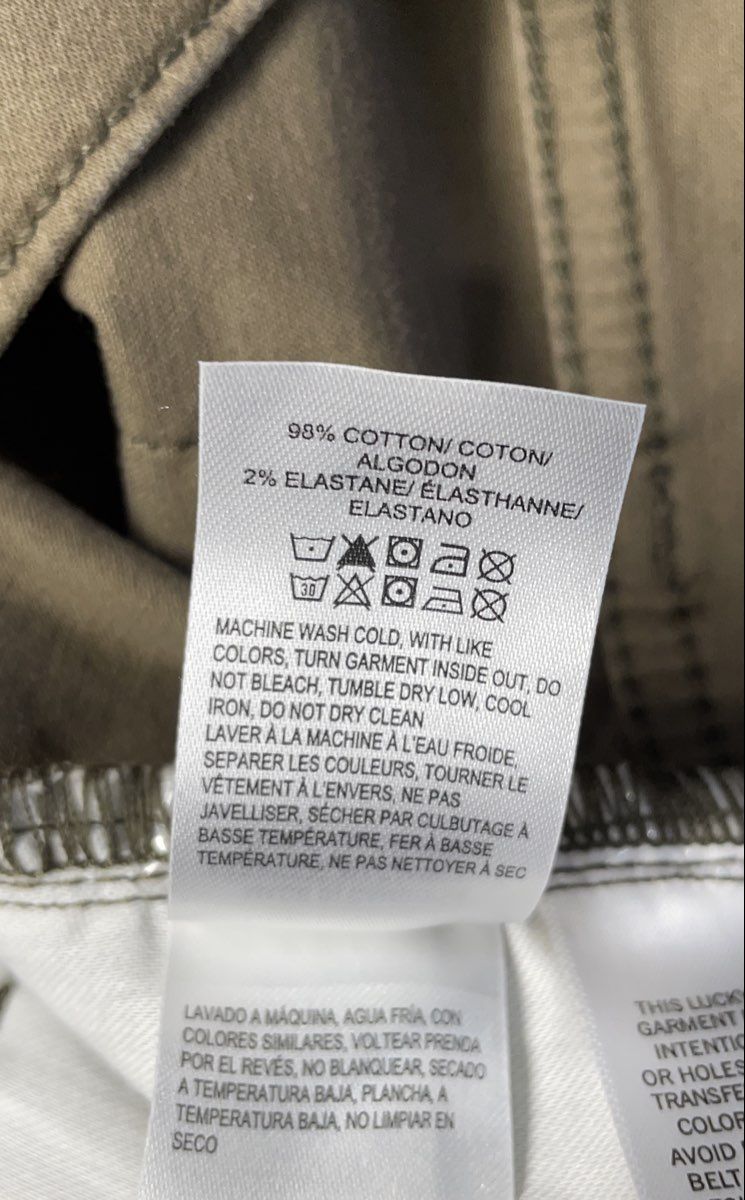 98% COTTON/ COTON/
ALGODON
2% ELASTANE/ ÉLASTHANNE/
ELASTANO
30
MACHINE WASH COLD, WITH LIKE
COLORS, TURN GARMENT INSIDE OUT, DO
NOT BLEACH, TUMBLE DRY LOW, COOL
IRON, DO NOT DRY CLEAN
LAVER À LA MACHINE À L'EAU FROIDE,
SEPARER LES COULEURS, TOURNER LE
VÊTEMENT À L'ENVERS, NE PAS
JAVELLISER, SÉCHER PAR CULBUTAGE À
BASSE TEMPÉRATURE, FER À BASSE
TEMPÉRATURE, NE PAS NETTOYER À SEC
LAVADO A MÁQUINA, AGUA FRÍA, CON
COLORES SIMILARES, VOLTEAR PRENDA
POR EL REVÉS, NO BLANQUEAR, SECADO
A TEMPERATURA BAJA, PLANCHA, A
TEMPERATURA BAJA, NO LIMPIAR EN
SECO
THIS LUCK
GARMENT
INTENTIO
OR HOLES
TRANSFE
COLOR
AVOID
BELT